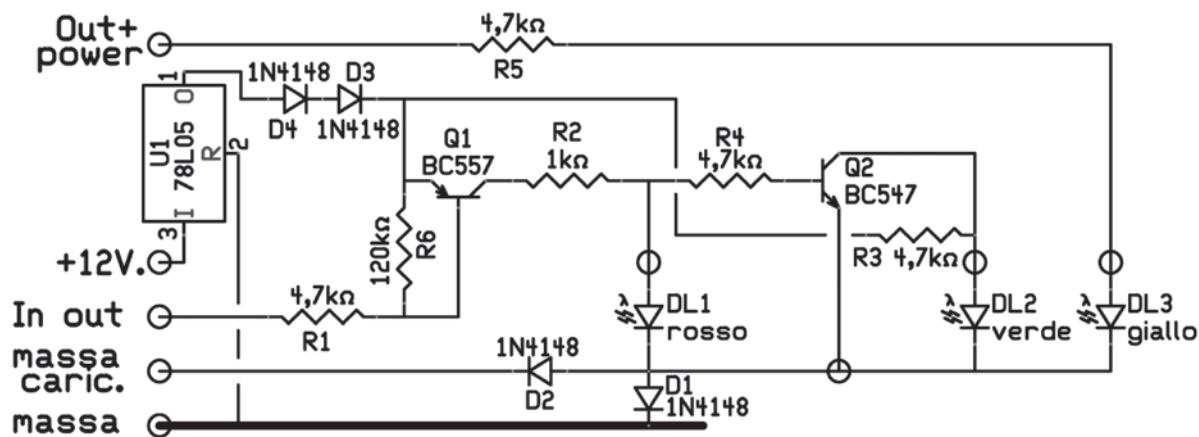 Out+
power
4,7kΩ
R5
1N4148
D3
D4
1N4148
1
O
U1
78L05
R
2
I
3
Q1
BC557
R2
1kΩ
R4
4,7kΩ
Q2
BC547
120kΩ
R6
+12V.
R3
4,7kΩ
In out
4,7kΩ
R1
DL1
rosso
DL2
verde
DL3
giallo
massa
caric.
1N4148
D2
D1
1N4148
massa